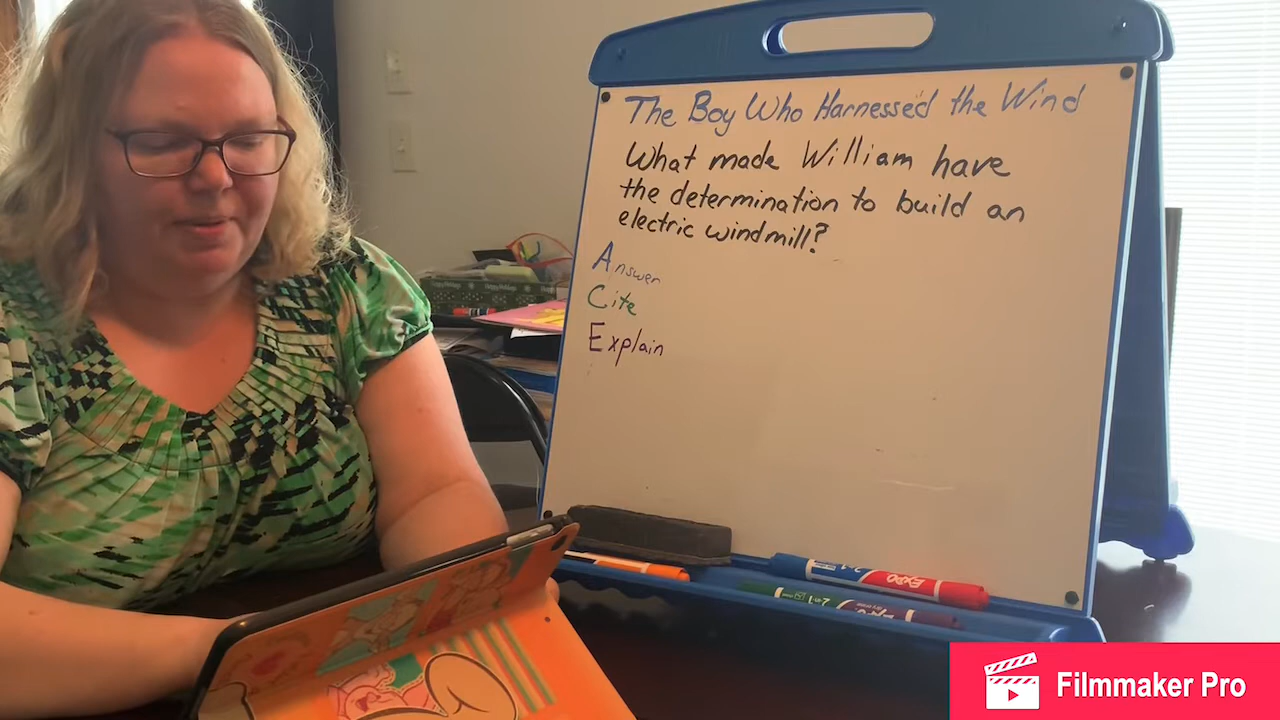 The Boy Who Harnessed the Wind
What made William have
the determination to build an
electric windmill?
Answer
Cite
Explain
EXPO
Filmmaker Pro